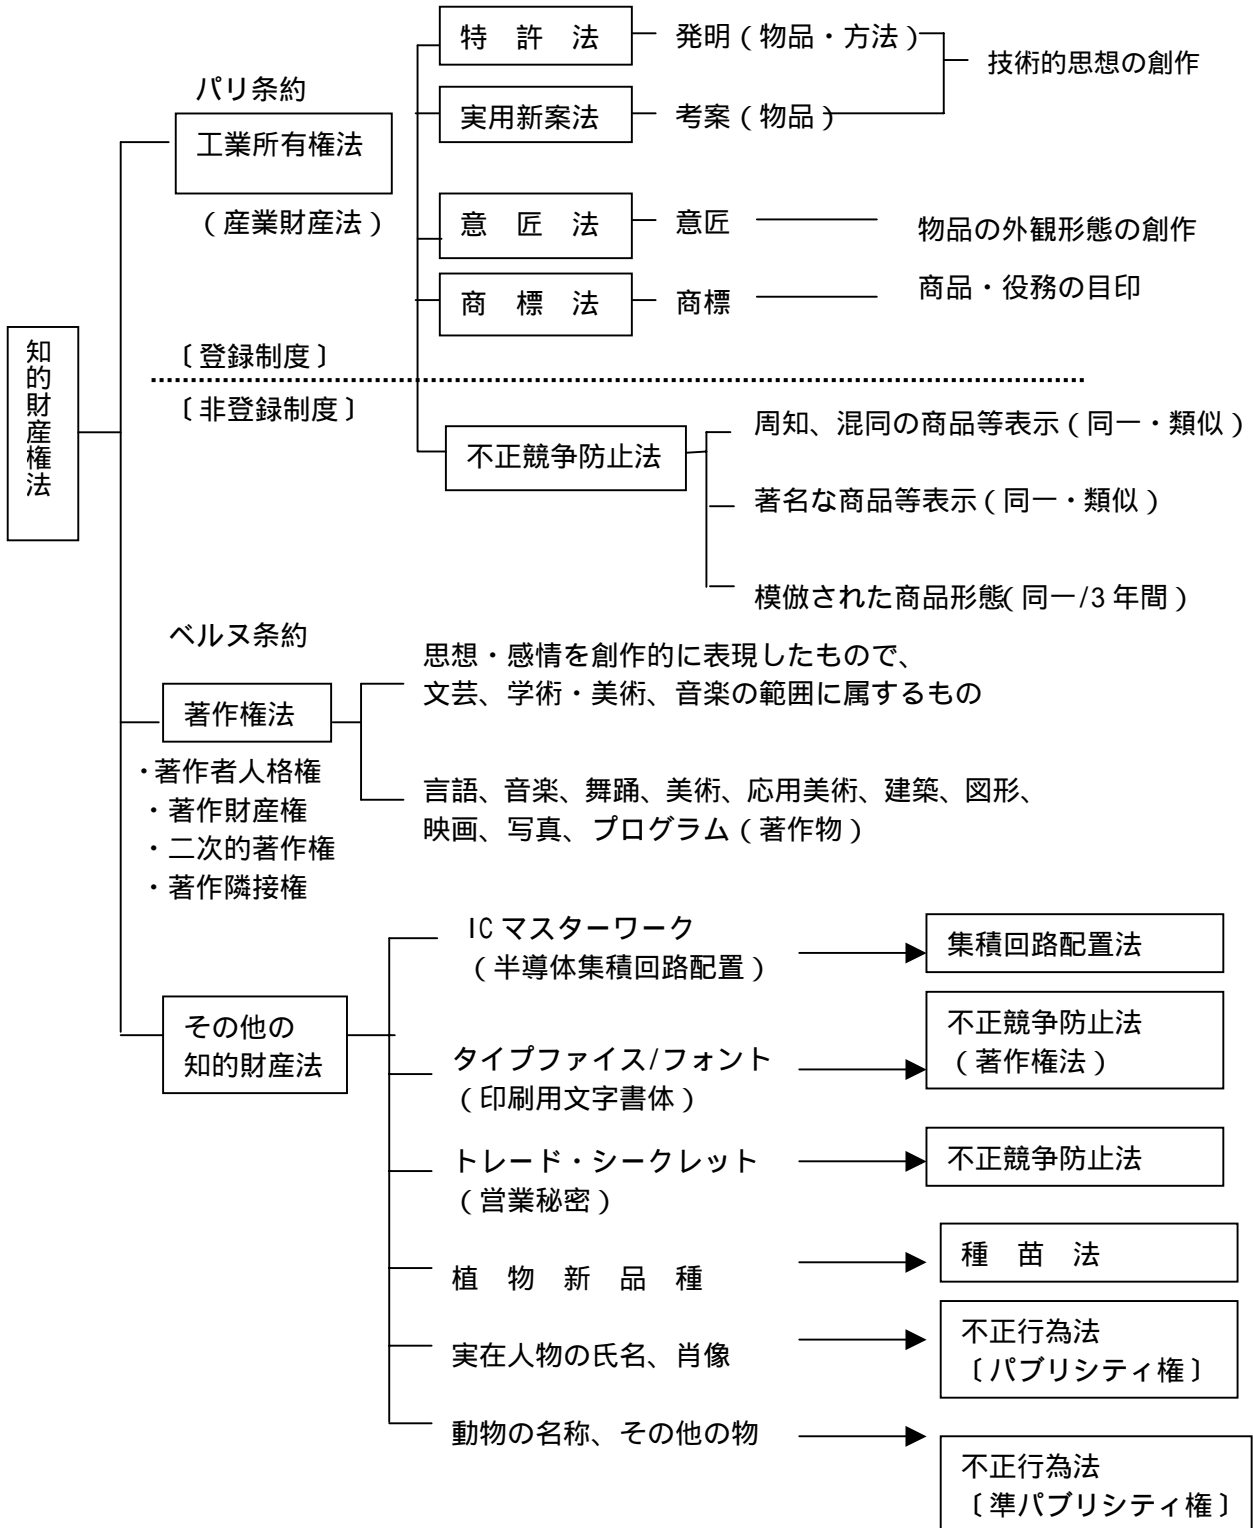 特 許 法
発明（物品・方法）
技術的思想の創作
パリ条約
工業所有権法
（産業財産法）
実用新案法
考案（物品）
意 匠 法
意匠
物品の外観形態の創作
商 標 法
商標
商品・役務の目印
知的財産権法
〔登録制度〕
〔非登録制度〕
不正競争防止法
周知、混同の商品等表示（同一・類似）
著名な商品等表示（同一・類似）
模倣された商品形態（同一/3年間）
ベルヌ条約
著作権法
・著作者人格権
・著作財産権
・二次的著作権
・著作隣接権
思想・感情を創作的に表現したもので、
文芸、学術・美術、音楽の範囲に属するもの
言語、音楽、舞踊、美術、応用美術、建築、図形、
映画、写真、プログラム（著作物）
その他の
知的財産法
ICマスターワーク
（半導体集積回路配置）
集積回路配置法
タイプファイス/フォント
（印刷用文字書体）
不正競争防止法
（著作権法）
トレード・シークレット
（営業秘密）
不正競争防止法
植 物 新 品 種
種 苗 法
実在人物の氏名、肖像
不正行為法
〔パブリシティ権〕
動物の名称、その他の物
不正行為法
〔準パブリシティ権〕